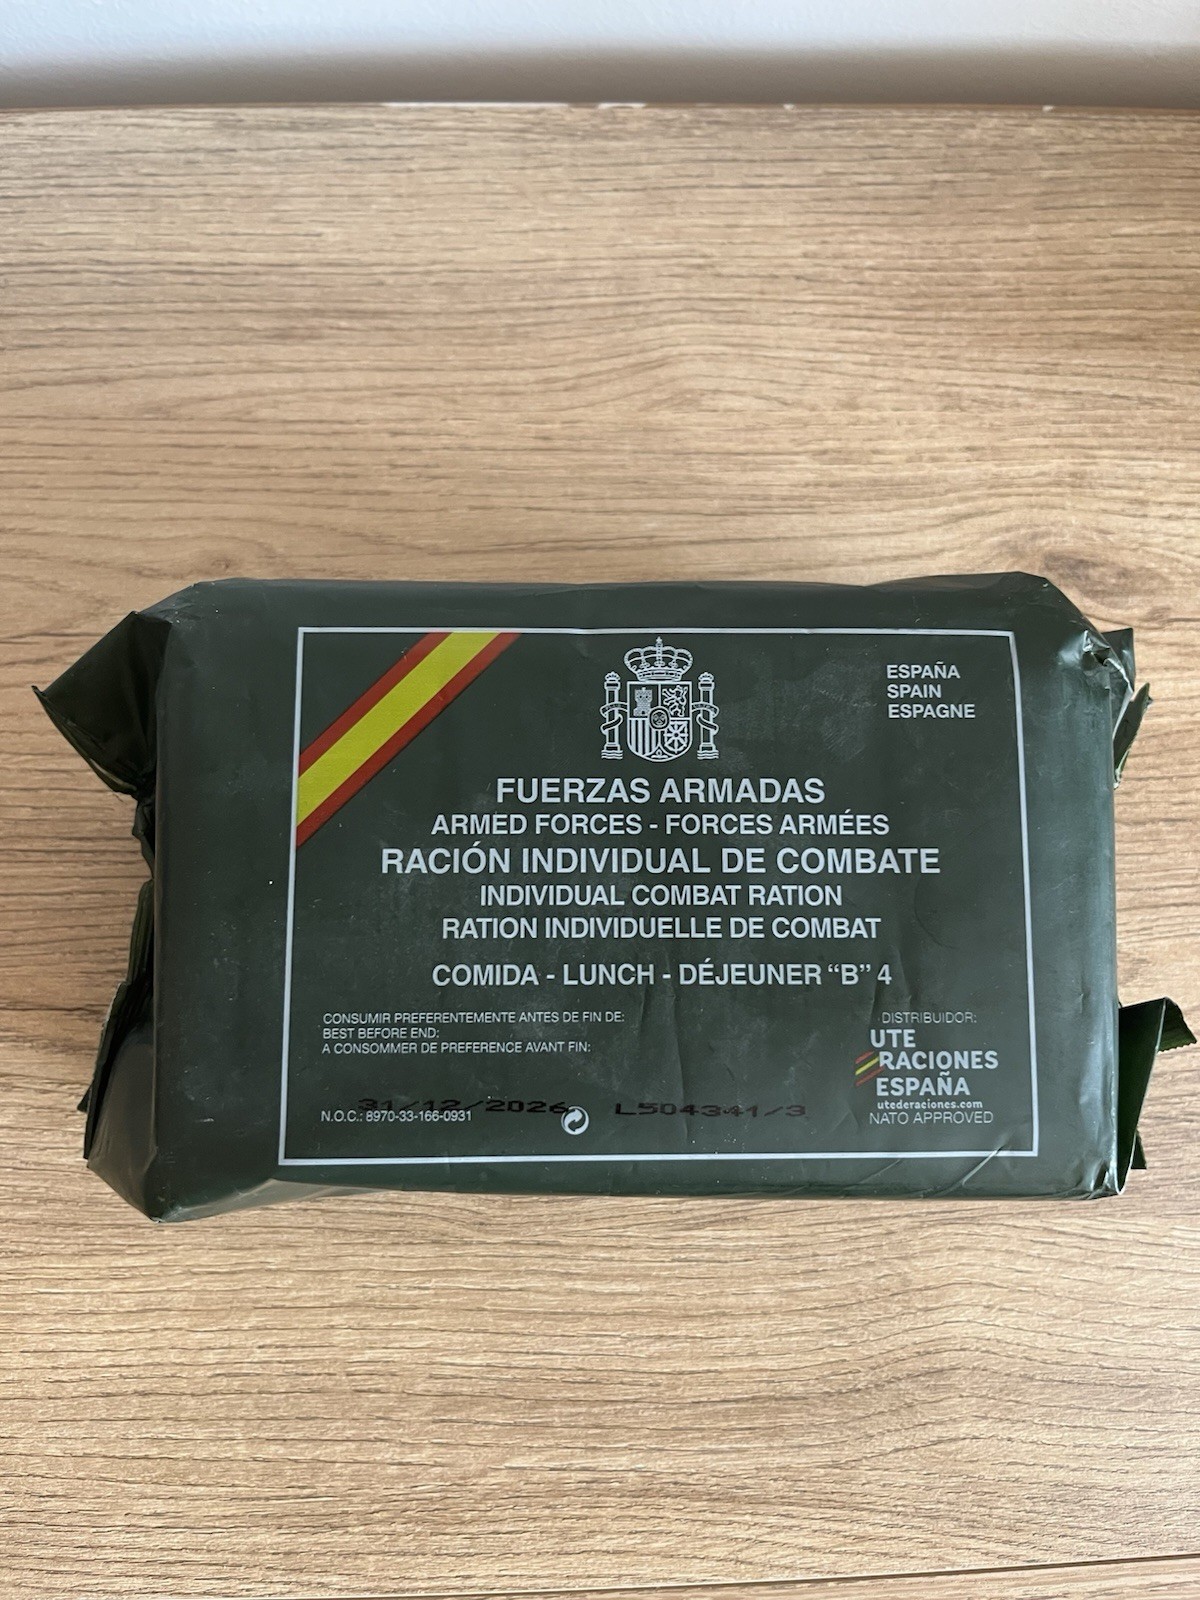 ESPAÑA
SPAIN
ESPAGNE
FUERZAS ARMADAS
ARMED FORCES - FORCES ARMÉES
RACIÓN INDIVIDUAL DE COMBATE
INDIVIDUAL COMBAT RATION
RATION INDIVIDUELLE DE COMBAT
COMIDA - LUNCH - DÉJEUNER “B” 4
CONSUMIR PREFERENTEMENTE ANTES DE FIN DE:
BEST BEFORE END:
A CONSOMMER DE PREFERENCE AVANT FIN:
31/12/2026 L504341/3
N.O.C.: 8970-33-166-0931
DISTRIBUIDOR:
UTE
RACIONES
ESPAÑA
utederaciones.com
NATO APPROVED